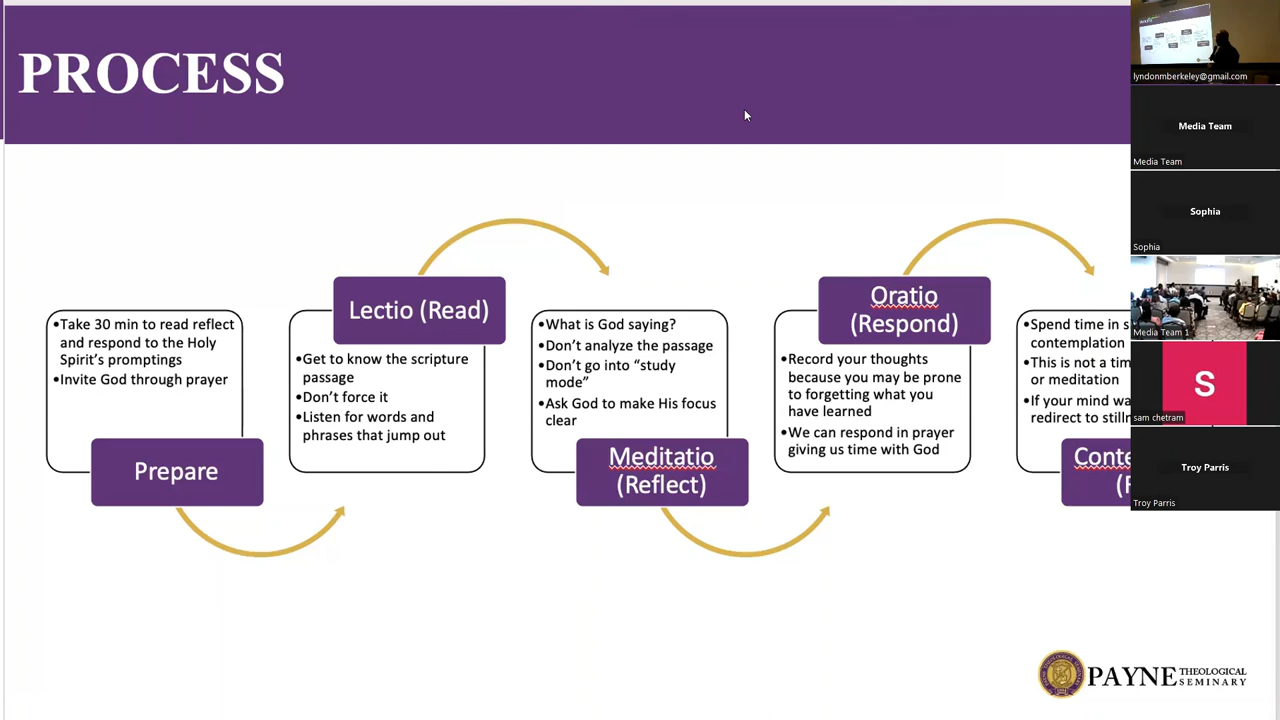 PROCESS
•Take 30 min to read reflect
and respond to the Holy
Spirit's promptings
•Invite God through prayer
Prepare
Lectio (Read)
•Get to know the scripture
passage
•Don't force it
•Listen for words and
phrases that jump out
•What is God saying?
•Don't analyze the passage
•Don't go into “study
mode”
•Ask God to make His focus
clear
Meditatio
(Reflect)
Oratio
(Respond)
•Record your thoughts
because you may be prone
to forgetting what you
have learned
•We can respond in prayer
giving us time with God
•Spend time in s
contemplation
•This is not a tim
or meditation
•If your mind wa
redirect to still
Conte
(R
PAYNE THEOLOGICAL
SEMINARY
lyndonmberkeley@gmail.com
Media Team
Media Team
Sophia
Sophia
Media Team 1
S
sam chetram
Troy Parris
Troy Parris